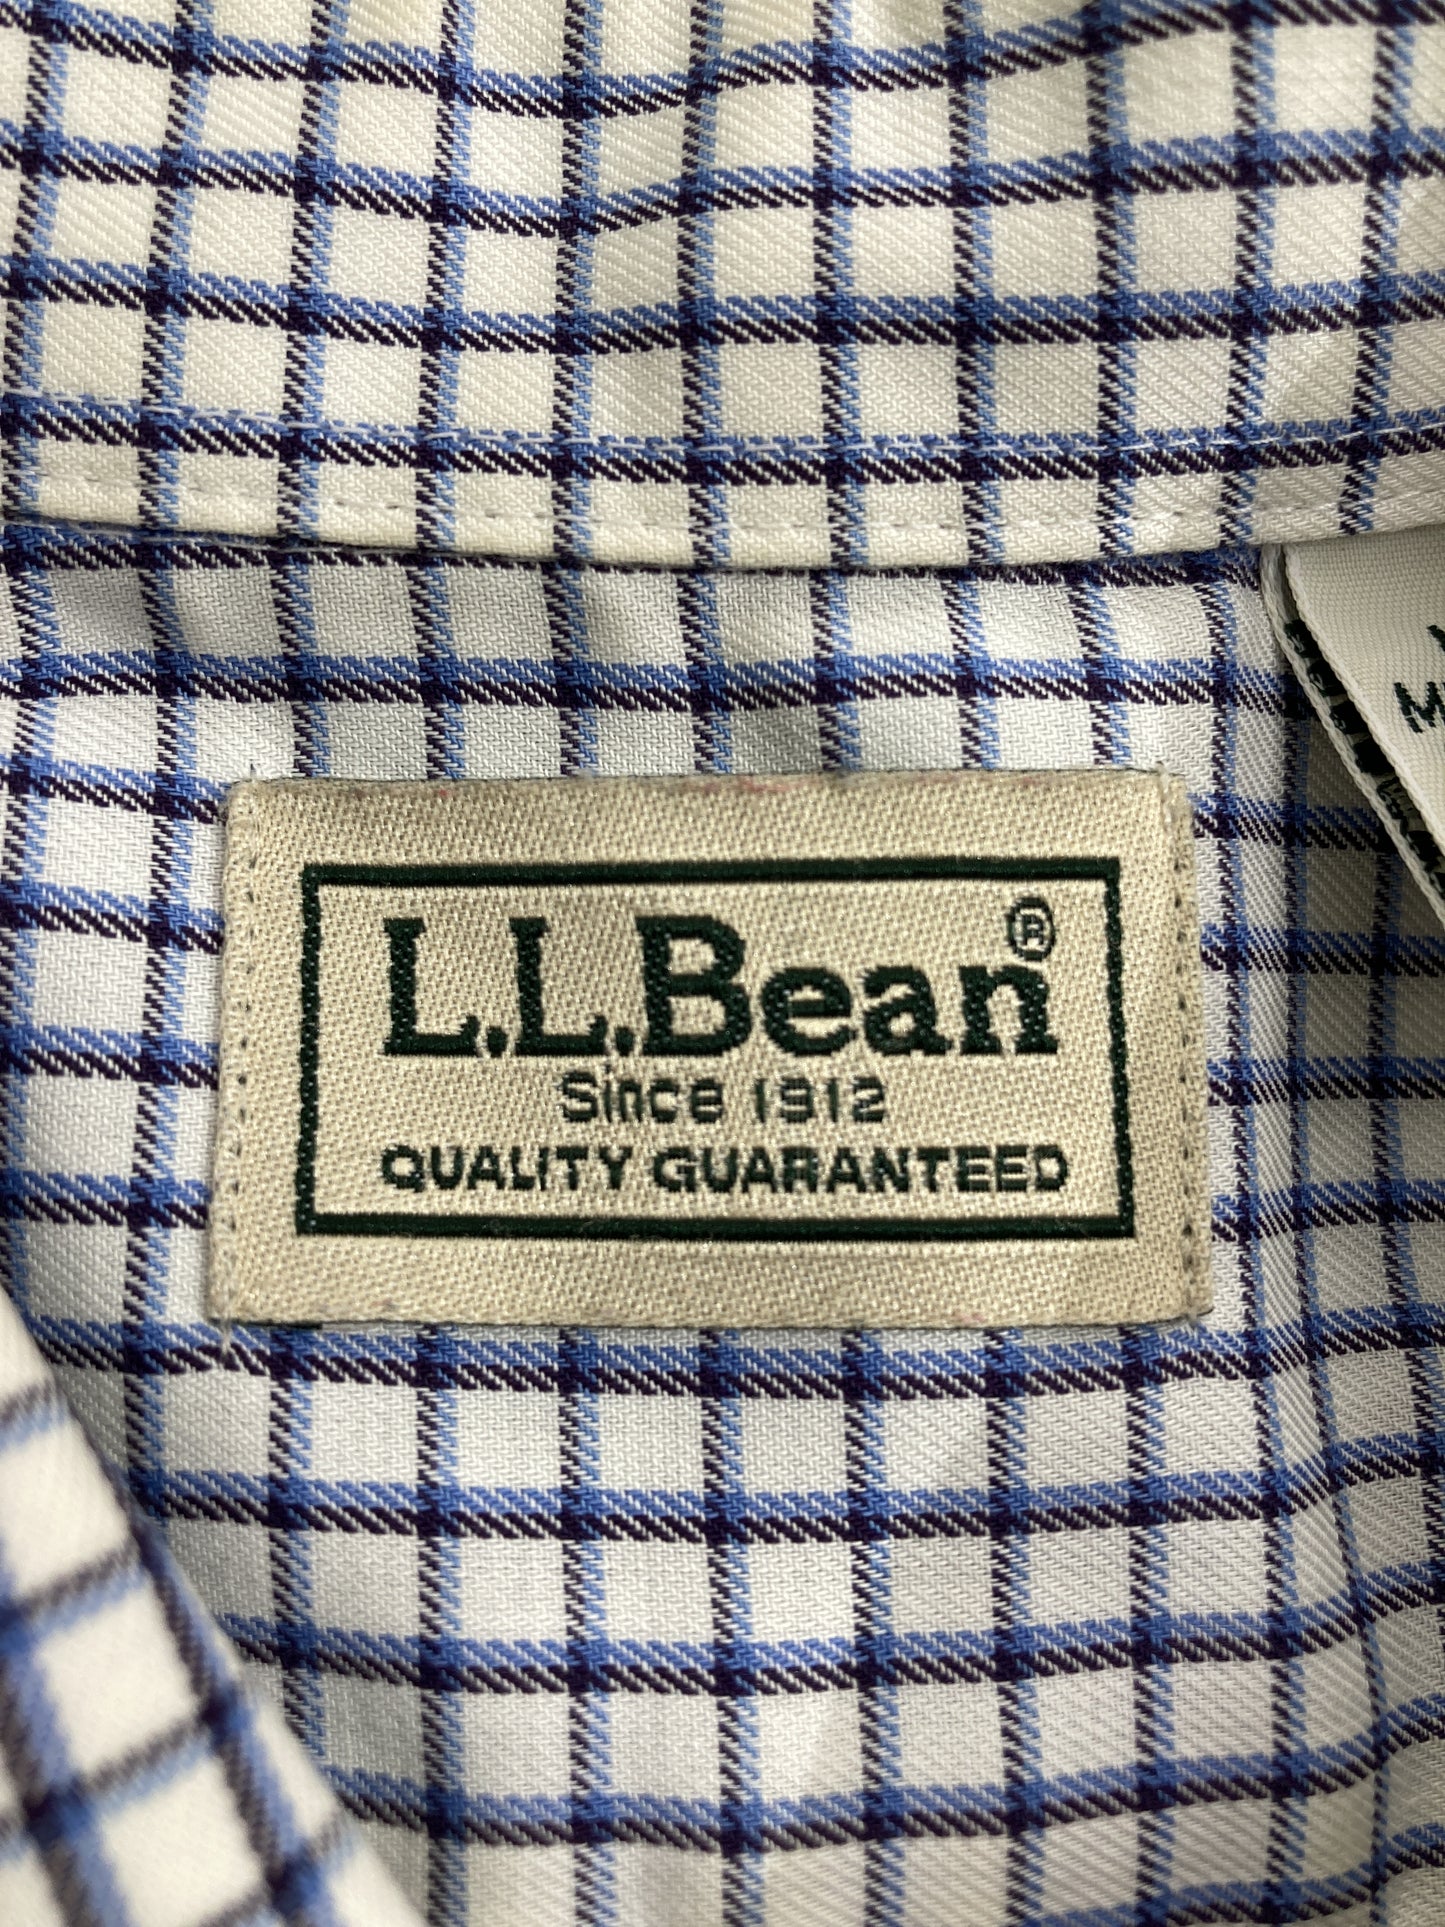 L.L.Bean®
Since 1912
QUALITY GUARANTEED